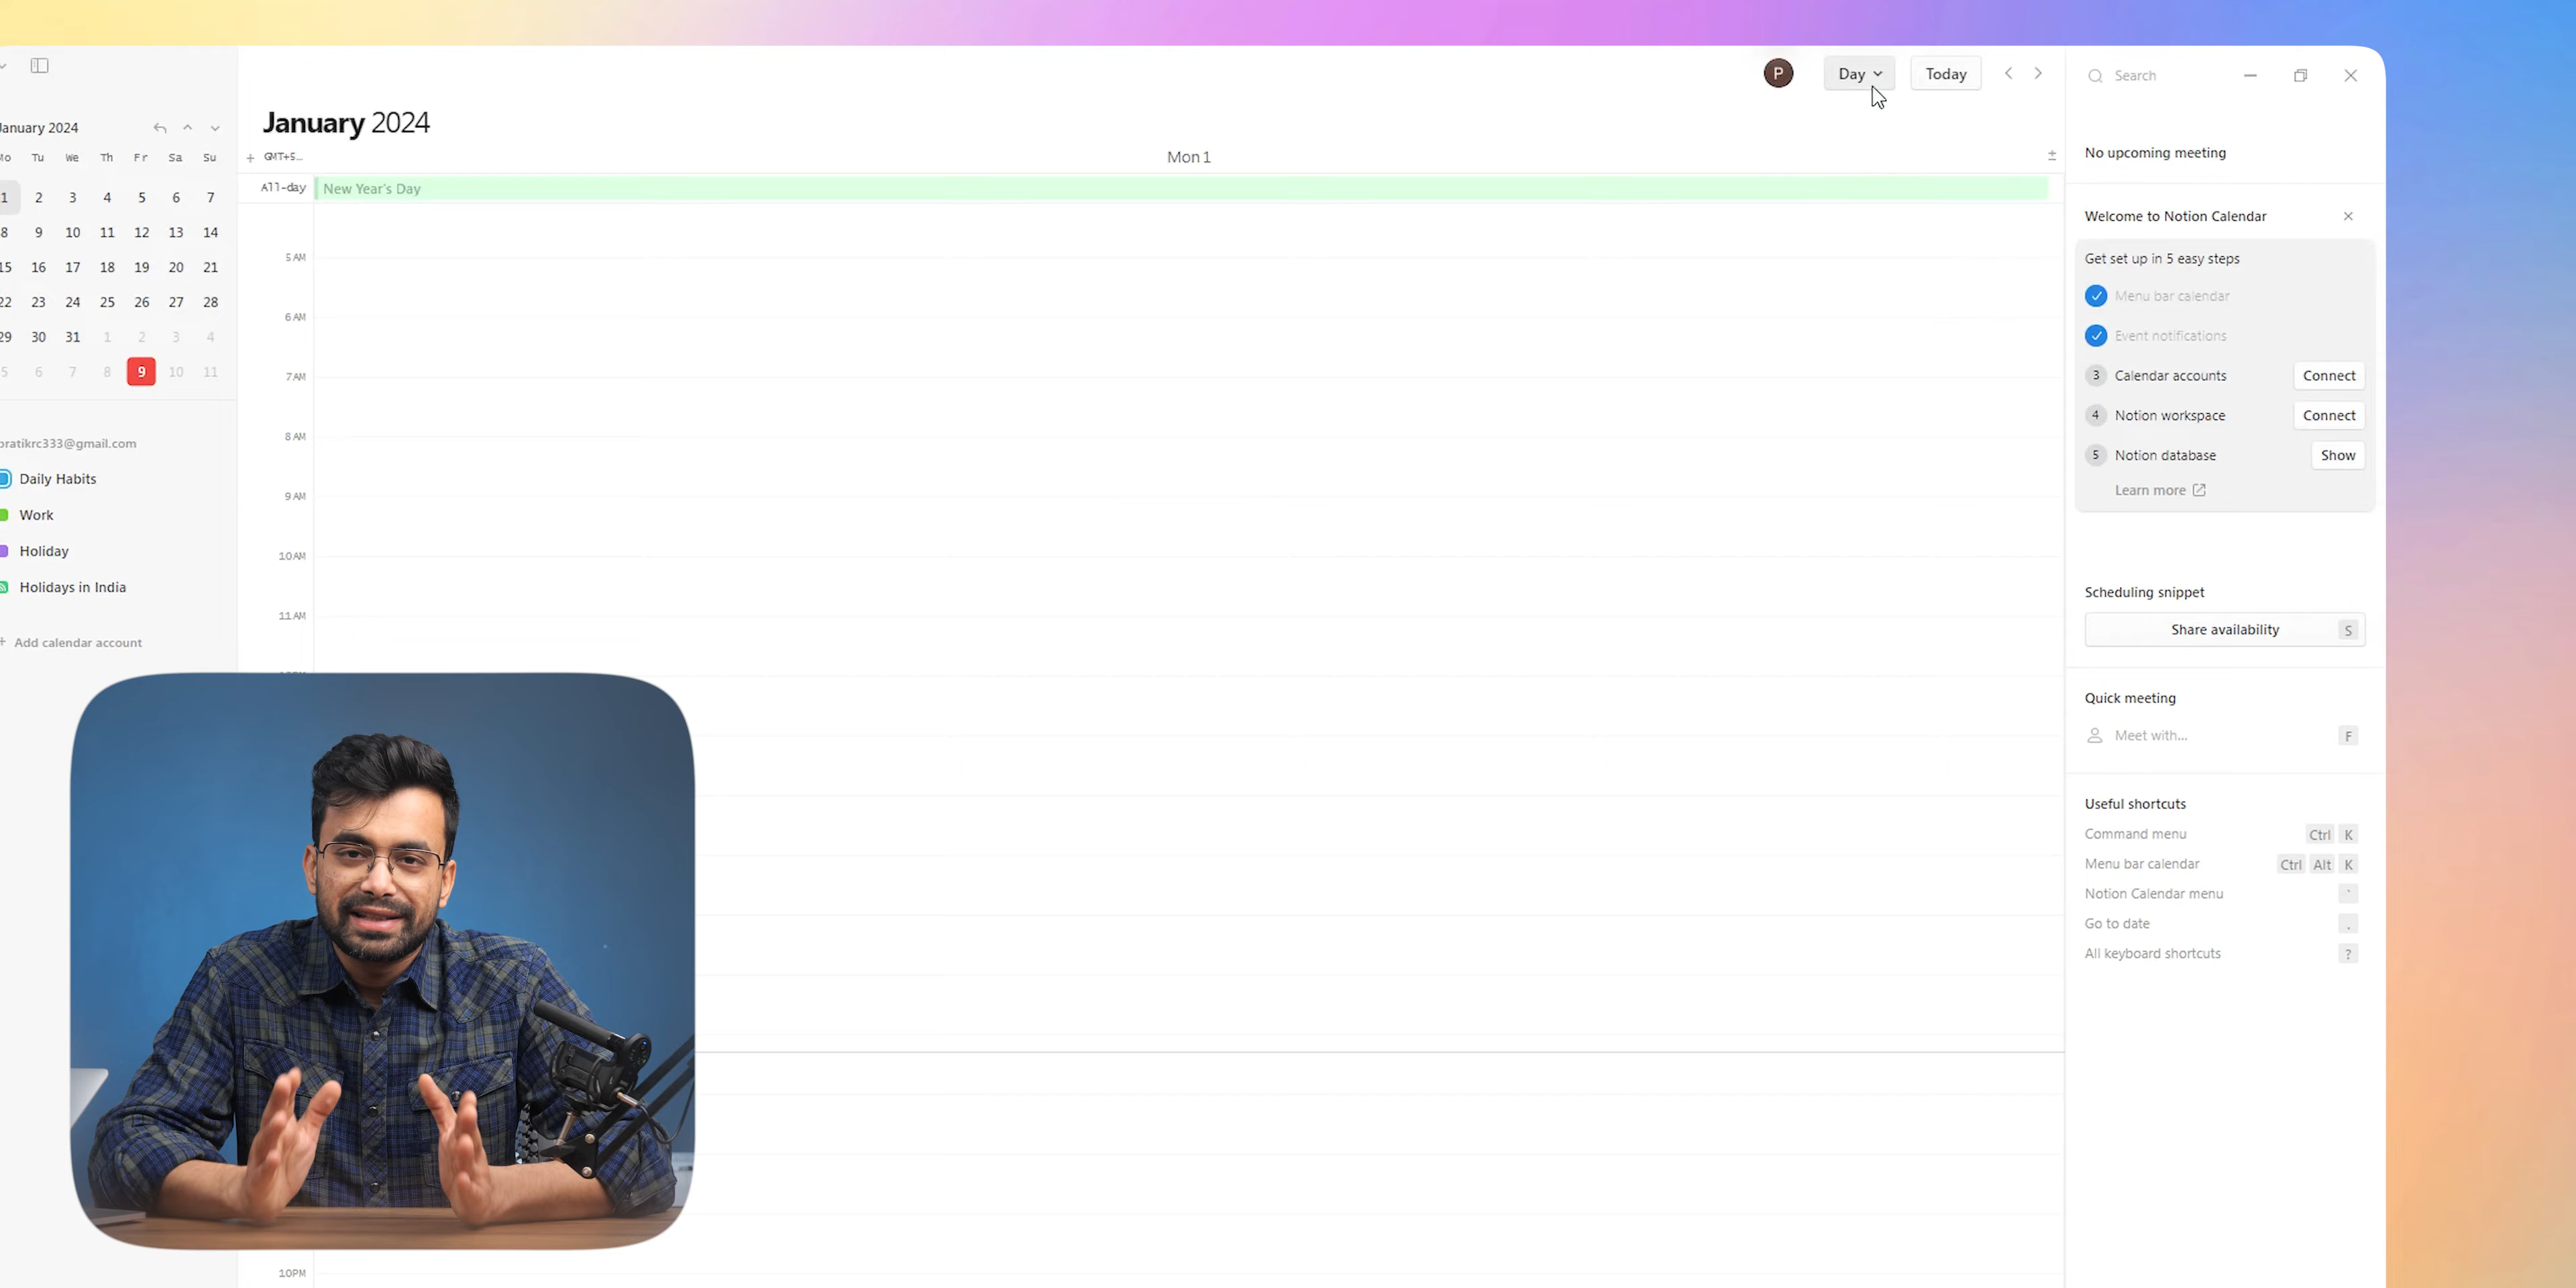 January 2024
Mo Tu We Th Fr Sa Su
1 2 3 4 5 6 7
8 9 10 11 12 13 14
15 16 17 18 19 20 21
22 23 24 25 26 27 28
29 30 31 1 2 3 4
5 6 7 8 9 10 11
pratikrc333@gmail.com
Daily Habits
Work
Holiday
Holidays in India
+ Add calendar account
P
Day
Today
January 2024
+ GMT+5...
Mon 1
All-day
New Year's Day
5 AM
6 AM
7 AM
8 AM
9 AM
10 AM
11 AM
10 PM
Search
No upcoming meeting
Welcome to Notion Calendar
Get set up in 5 easy steps
Menu bar calendar
Event notifications
3 Calendar accounts Connect
4 Notion workspace Connect
5 Notion database Show
Learn more
Scheduling snippet
Share availability S
Quick meeting
Meet with... F
Useful shortcuts
Command menu Ctrl K
Menu bar calendar Ctrl Alt K
Notion Calendar menu `
Go to date .
All keyboard shortcuts ?